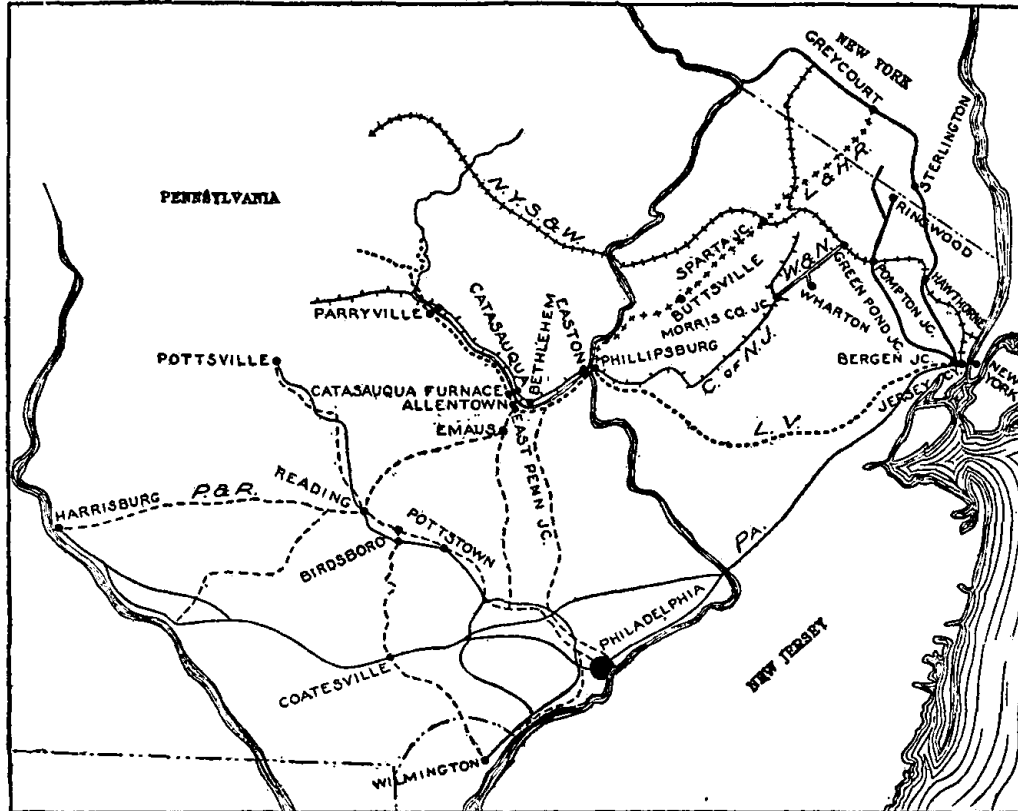 NEW YORK
GREYCOURT
STERLINGTON
L & H. R.
RINGWOOD
PENNSYLVANIA
N.Y.S.& W.
SPARTA JC.
BUTTSVILLE
W.& N.
MORRIS CO. JC.
WHARTON
GREEN POND JC.
POMPTON JC.
HAWTHORNE
PARRYVILLE
CATASAUQUA
BETHLEHEM
EASTON
PHILLIPSBURG
C. OF N.J.
BERGEN JC.
JERSEY CY.
NEW YORK
POTTSVILLE
CATASAUQUA FURNACE
ALLENTOWN
EMAUS
EAST PENN JC.
L.V.
HARRISBURG
P.& R.
READING
BIRDSBORO
POTTSTOWN
PA.
PHILADELPHIA
COATESVILLE
NEW JERSEY
WILMINGTON